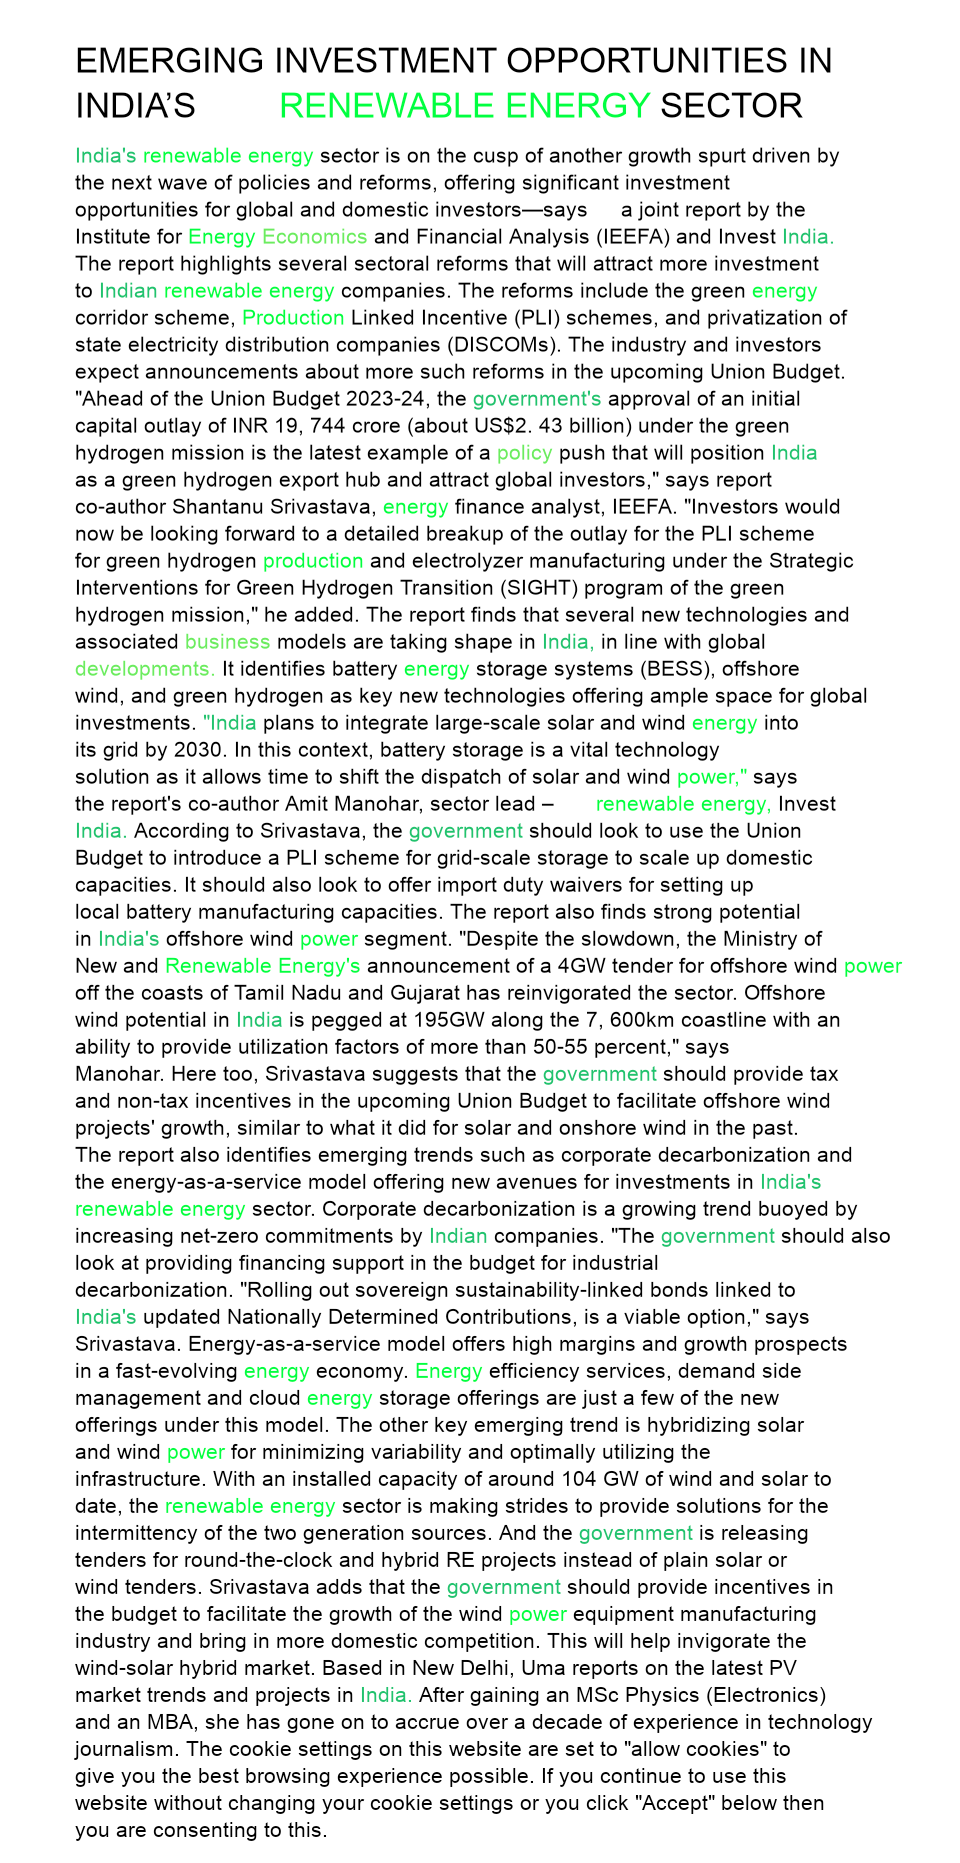 EMERGING INVESTMENT OPPORTUNITIES IN
INDIA’S RENEWABLE ENERGY SECTOR
India's renewable energy sector is on the cusp of another growth spurt driven by
the next wave of policies and reforms, offering significant investment
opportunities for global and domestic investors—says a joint report by the
Institute for Energy Economics and Financial Analysis (IEEFA) and Invest India.
The report highlights several sectoral reforms that will attract more investment
to Indian renewable energy companies. The reforms include the green energy
corridor scheme, Production Linked Incentive (PLI) schemes, and privatization of
state electricity distribution companies (DISCOMs). The industry and investors
expect announcements about more such reforms in the upcoming Union Budget.
"Ahead of the Union Budget 2023-24, the government's approval of an initial
capital outlay of INR 19, 744 crore (about US$2. 43 billion) under the green
hydrogen mission is the latest example of a policy push that will position India
as a green hydrogen export hub and attract global investors," says report
co-author Shantanu Srivastava, energy finance analyst, IEEFA. "Investors would
now be looking forward to a detailed breakup of the outlay for the PLI scheme
for green hydrogen production and electrolyzer manufacturing under the Strategic
Interventions for Green Hydrogen Transition (SIGHT) program of the green
hydrogen mission," he added. The report finds that several new technologies and
associated business models are taking shape in India, in line with global
developments. It identifies battery energy storage systems (BESS), offshore
wind, and green hydrogen as key new technologies offering ample space for global
investments. "India plans to integrate large-scale solar and wind energy into
its grid by 2030. In this context, battery storage is a vital technology
solution as it allows time to shift the dispatch of solar and wind power," says
the report's co-author Amit Manohar, sector lead – renewable energy, Invest
India. According to Srivastava, the government should look to use the Union
Budget to introduce a PLI scheme for grid-scale storage to scale up domestic
capacities. It should also look to offer import duty waivers for setting up
local battery manufacturing capacities. The report also finds strong potential
in India's offshore wind power segment. "Despite the slowdown, the Ministry of
New and Renewable Energy's announcement of a 4GW tender for offshore wind power
off the coasts of Tamil Nadu and Gujarat has reinvigorated the sector. Offshore
wind potential in India is pegged at 195GW along the 7, 600km coastline with an
ability to provide utilization factors of more than 50-55 percent," says
Manohar. Here too, Srivastava suggests that the government should provide tax
and non-tax incentives in the upcoming Union Budget to facilitate offshore wind
projects' growth, similar to what it did for solar and onshore wind in the past.
The report also identifies emerging trends such as corporate decarbonization and
the energy-as-a-service model offering new avenues for investments in India's
renewable energy sector. Corporate decarbonization is a growing trend buoyed by
increasing net-zero commitments by Indian companies. "The government should also
look at providing financing support in the budget for industrial
decarbonization. "Rolling out sovereign sustainability-linked bonds linked to
India's updated Nationally Determined Contributions, is a viable option," says
Srivastava. Energy-as-a-service model offers high margins and growth prospects
in a fast-evolving energy economy. Energy efficiency services, demand side
management and cloud energy storage offerings are just a few of the new
offerings under this model. The other key emerging trend is hybridizing solar
and wind power for minimizing variability and optimally utilizing the
infrastructure. With an installed capacity of around 104 GW of wind and solar to
date, the renewable energy sector is making strides to provide solutions for the
intermittency of the two generation sources. And the government is releasing
tenders for round-the-clock and hybrid RE projects instead of plain solar or
wind tenders. Srivastava adds that the government should provide incentives in
the budget to facilitate the growth of the wind power equipment manufacturing
industry and bring in more domestic competition. This will help invigorate the
wind-solar hybrid market. Based in New Delhi, Uma reports on the latest PV
market trends and projects in India. After gaining an MSc Physics (Electronics)
and an MBA, she has gone on to accrue over a decade of experience in technology
journalism. The cookie settings on this website are set to "allow cookies" to
give you the best browsing experience possible. If you continue to use this
website without changing your cookie settings or you click "Accept" below then
you are consenting to this.